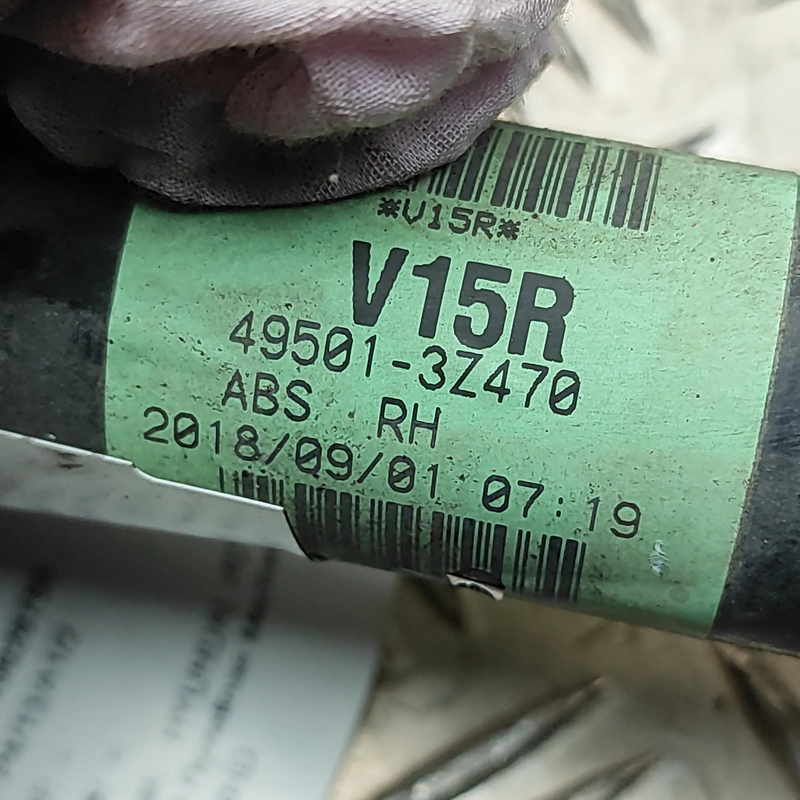 *V15R*
V15R
49501-3Z470
ABS RH
2018/09/01 07:19